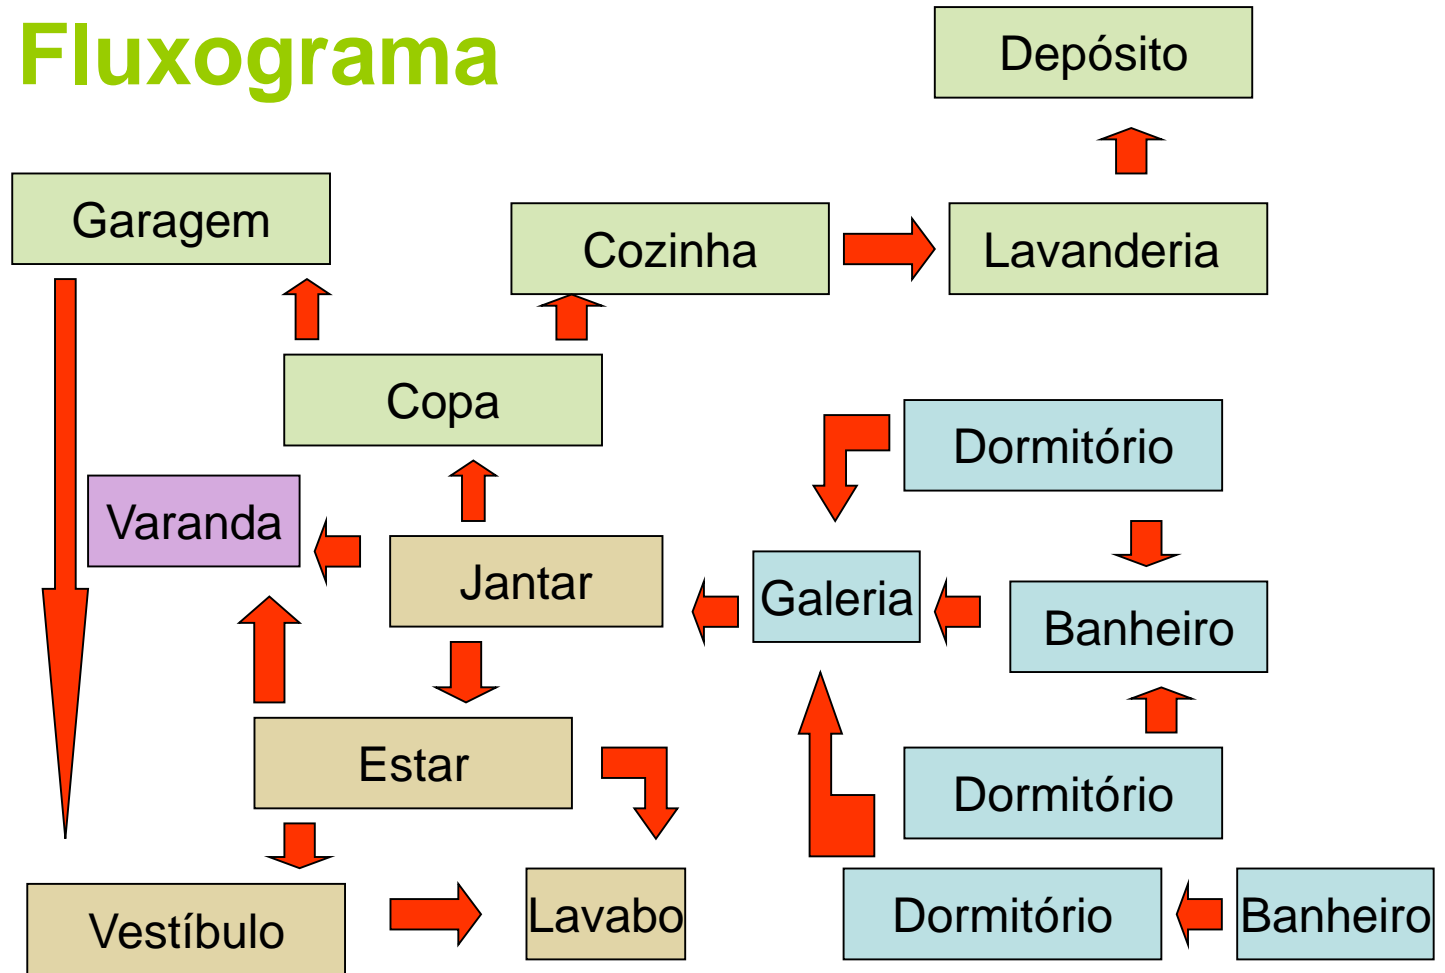 Fluxograma
Depósito
Garagem
Cozinha
Lavanderia
Copa
Dormitório
Varanda
Jantar
Galeria
Banheiro
Estar
Dormitório
Vestíbulo
Lavabo
Dormitório
Banheiro